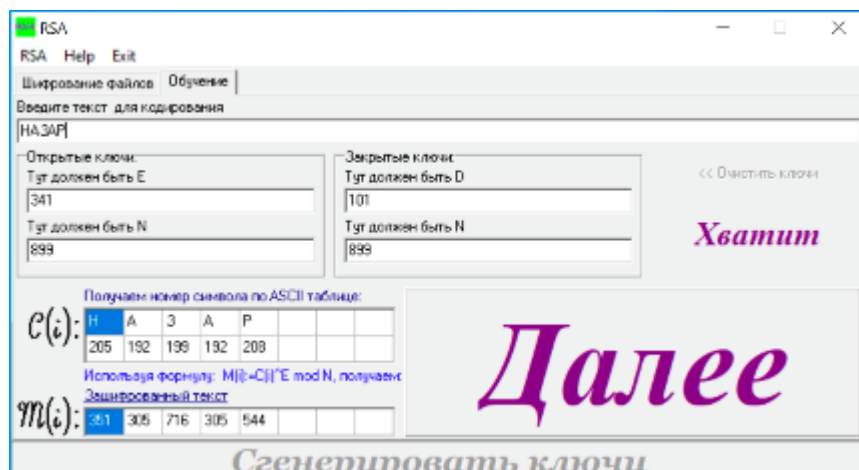 RSA
RSA Help Exit
Шифрование файлов Обучение
Введите текст для кодирования
НАЗАР
Открытые ключи: Закрытые ключи:
Тут должен быть E Тут должен быть D
<< Очистить ключи
341 101
Тут должен быть N Тут должен быть N
Хватит
899 899
Получаем номер символа по ASCII таблице:
C(i): Н А З А Р
205 192 199 192 208
Далее
Используя формулу: M(i):=C(i)^E mod N, получаем:
Зашифрованный текст
M(i): 351 305 716 305 544
Сгенерировать ключи